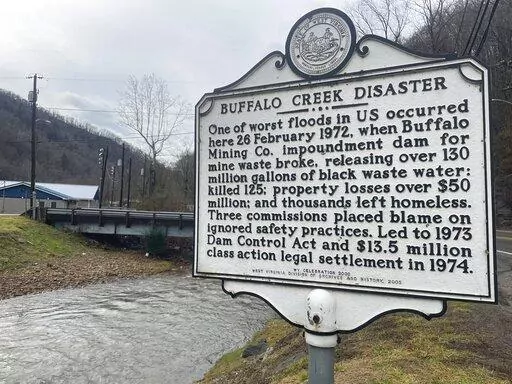 BUFFALO CREEK DISASTER
One of worst floods in US occurred
here 26 February 1972, when Buffalo
Mining Co. impoundment dam for
mine waste broke, releasing over 130
million gallons of black waste water;
killed 125; property losses over $50
million; and thousands left homeless.
Three commissions placed blame on
ignored safety practices. Led to 1973
Dam Control Act and $13.5 million
class action legal settlement in 1974.
WV CELEBRATION 2000
WEST VIRGINIA DIVISION OF ARCHIVES AND HISTORY, 2005